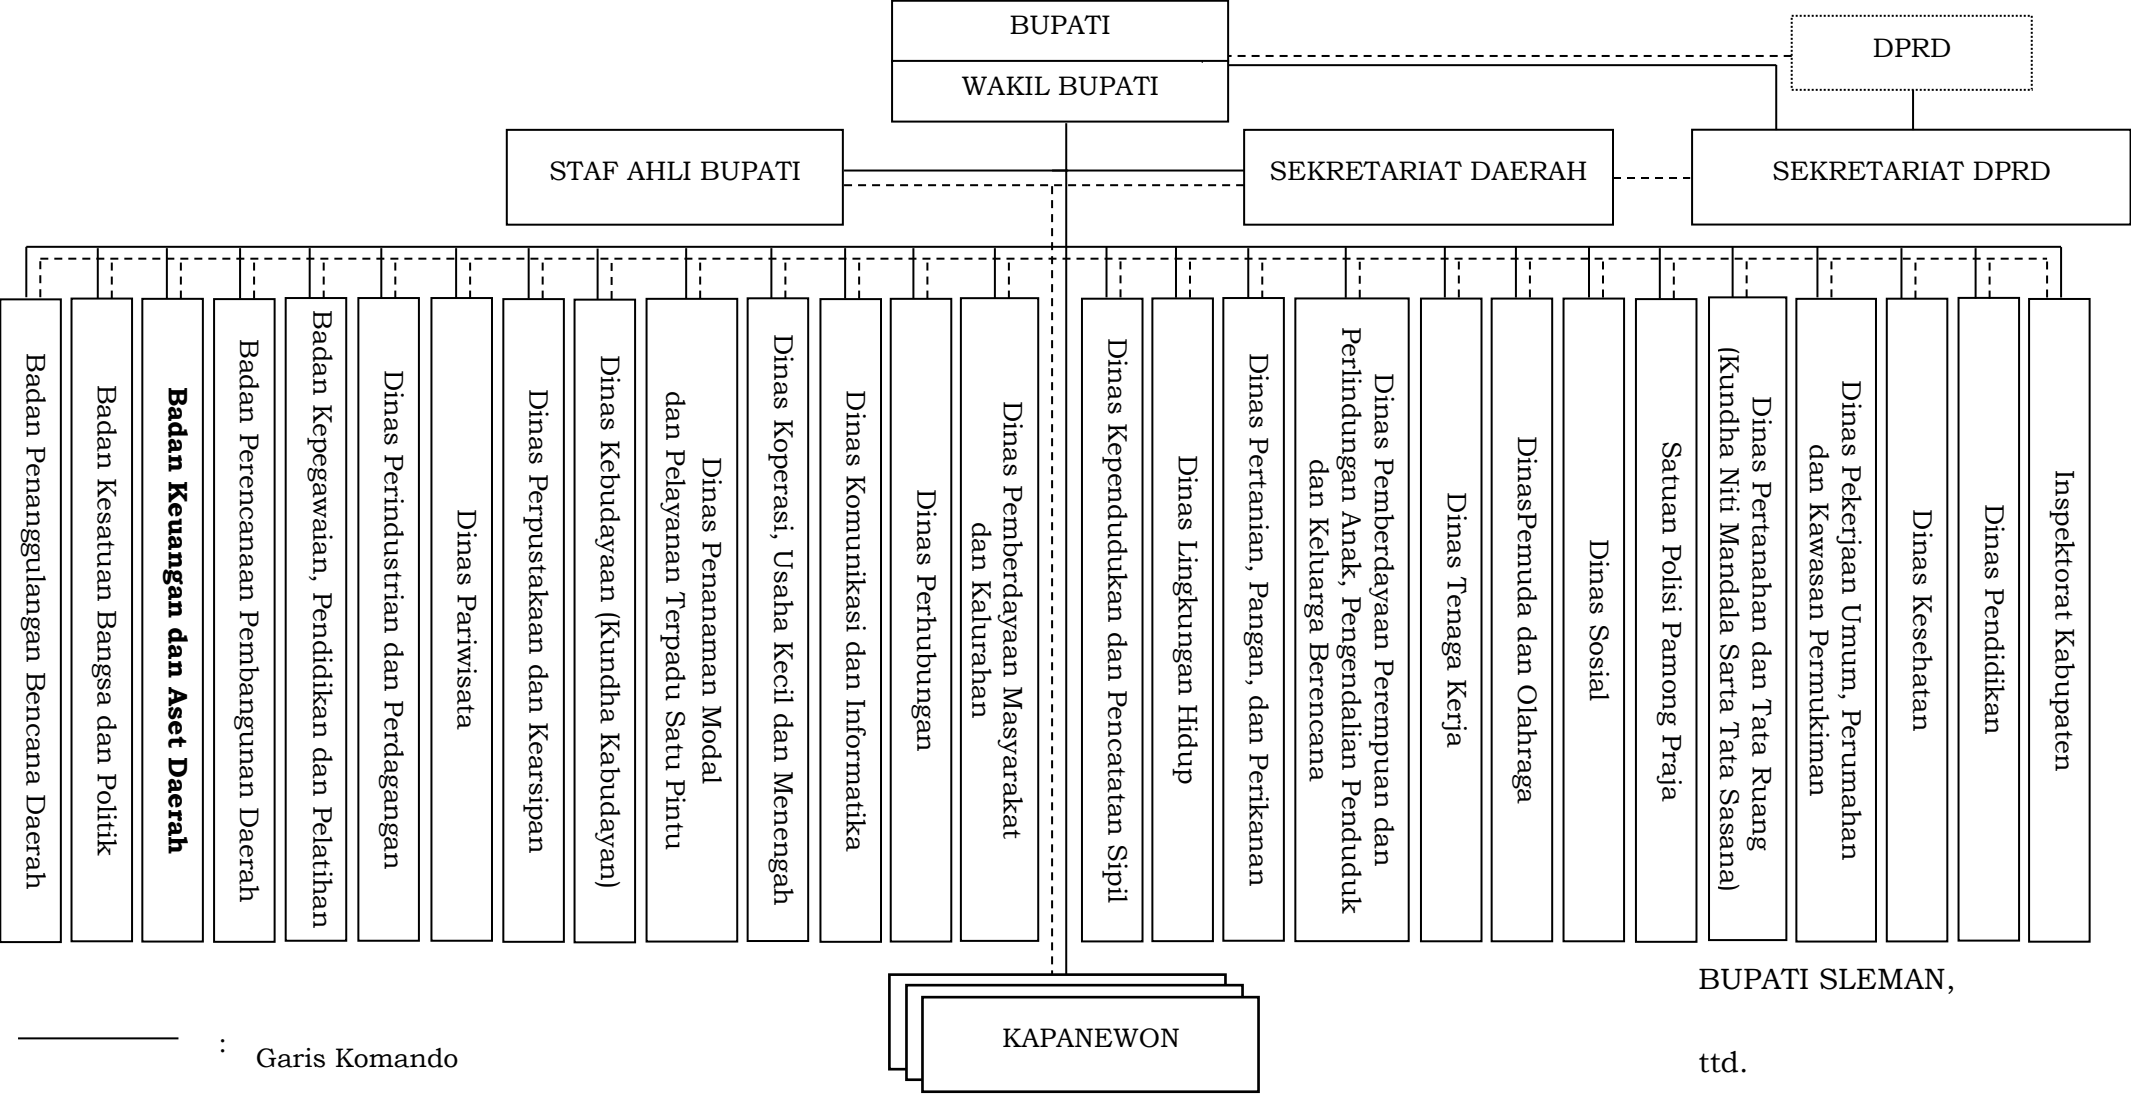 BUPATI
WAKIL BUPATI
DPRD
STAF AHLI BUPATI
SEKRETARIAT DAERAH
SEKRETARIAT DPRD
Badan Penanggulangan Bencana Daerah
Badan Kesatuan Bangsa dan Politik
Badan Keuangan dan Aset Daerah
Badan Perencanaan Pembangunan Daerah
Badan Kepegawaian, Pendidikan dan Pelatihan
Dinas Perindustrian dan Perdagangan
Dinas Pariwisata
Dinas Perpustakaan dan Kearsipan
Dinas Kebudayaan (Kundha Kabudayan)
Dinas Penanaman Modal
dan Pelayanan Terpadu Satu Pintu
Dinas Koperasi, Usaha Kecil dan Menengah
Dinas Komunikasi dan Informatika
Dinas Perhubungan
Dinas Pemberdayaan Masyarakat
dan Kalurahan
Dinas Kependudukan dan Pencatatan Sipil
Dinas Lingkungan Hidup
Dinas Pertanian, Pangan, dan Perikanan
Dinas Pemberdayaan Perempuan dan
Perlindungan Anak, Pengendalian Penduduk
dan Keluarga Berencana
Dinas Tenaga Kerja
DinasPemuda dan Olahraga
Dinas Sosial
Satuan Polisi Pamong Praja
Dinas Pertanahan dan Tata Ruang
(Kundha Niti Mandala Sarta Tata Sasana)
Dinas Pekerjaan Umum, Perumahan
dan Kawasan Permukiman
Dinas Kesehatan
Dinas Pendidikan
Inspektorat Kabupaten
KAPANEWON
BUPATI SLEMAN,
ttd.
: Garis Komando